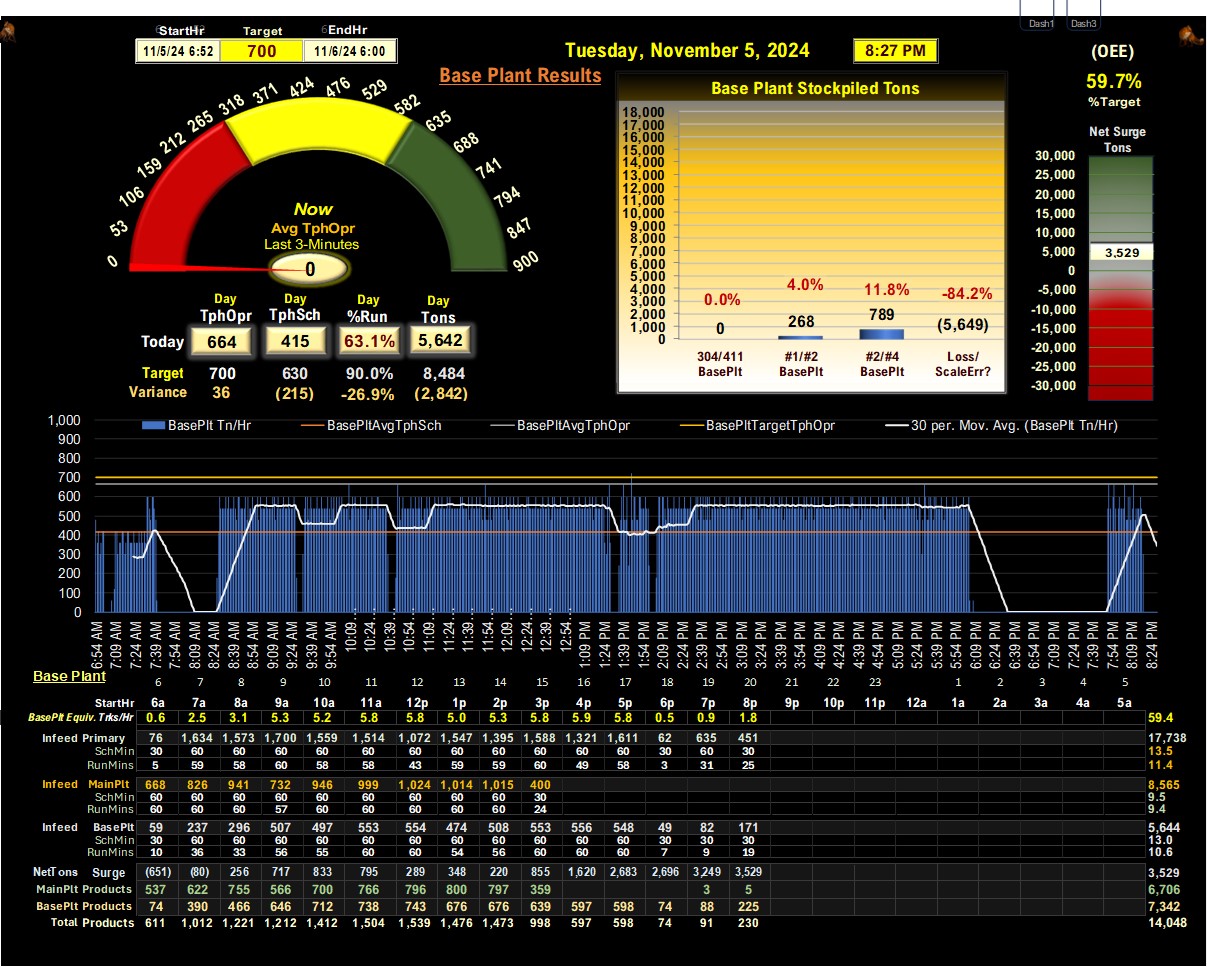 Dash1 Dash3
StartHr Target EndHr
11/5/24 6:52 700 11/6/24 6:00
Tuesday, November 5, 2024 8:27 PM
(OEE)
59.7%
%Target
Base Plant Results
Base Plant Stockpiled Tons
18,000
17,000
16,000
15,000
14,000
13,000
12,000
11,000
10,000
9,000
8,000
7,000
6,000
5,000
4,000
3,000
2,000
1,000
0
0.0% 4.0% 11.8% -84.2%
0 268 789 (5,649)
304/411 #1/#2 #2/#4 Loss/
BasePlt BasePlt BasePlt ScaleErr?
Net Surge
Tons
30,000
25,000
20,000
15,000
10,000
5,000
0
-5,000
-10,000
-15,000
-20,000
-25,000
-30,000
3,529
0 53 106 159 212 265 318 371 424 476 529 582 635 688 741 794 847 900
Now
Avg TphOpr
Last 3-Minutes
0
Day Day Day Day
TphOpr TphSch %Run Tons
Today 664 415 63.1% 5,642
Target 700 630 90.0% 8,484
Variance 36 (215) -26.9% (2,842)
BasePlt Tn/Hr BasePltAvgTphSch BasePltAvgTphOpr BasePltTargetTphOpr 30 per. Mov. Avg. (BasePlt Tn/Hr)
1,000
900
800
700
600
500
400
300
200
100
0
6:54 AM 7:09 AM 7:24 AM 7:39 AM 7:54 AM 8:09 AM 8:24 AM 8:39 AM 8:54 AM 9:09 AM 9:24 AM 9:39 AM 9:54 AM 10:09... 10:24... 10:39... 10:54... 11:09... 11:24... 11:39... 11:54... 12:09... 12:24... 12:39... 12:54... 1:09 PM 1:24 PM 1:39 PM 1:54 PM 2:09 PM 2:24 PM 2:39 PM 2:54 PM 3:09 PM 3:24 PM 3:39 PM 3:54 PM 4:09 PM 4:24 PM 4:39 PM 4:54 PM 5:09 PM 5:24 PM 5:39 PM 5:54 PM 6:09 PM 6:24 PM 6:39 PM 6:54 PM 7:09 PM 7:24 PM 7:39 PM 7:54 PM 8:09 PM 8:24 PM
Base Plant
6 7 8 9 10 11 12 13 14 15 16 17 18 19 20 21 22 23 1 2 3 4 5
StartHr 6a 7a 8a 9a 10a 11a 12p 1p 2p 3p 4p 5p 6p 7p 8p 9p 10p 11p 12a 1a 2a 3a 4a 5a
BasePlt Equiv. Trks/Hr 0.6 2.5 3.1 5.3 5.2 5.8 5.8 5.0 5.3 5.8 5.9 5.8 0.5 0.9 1.8 59.4
Infeed Primary 76 1,634 1,573 1,700 1,559 1,514 1,072 1,547 1,395 1,588 1,321 1,611 62 635 451 17,738
SchMin 30 60 60 60 60 60 60 60 60 60 60 60 30 60 30 13.5
RunMins 5 59 58 60 58 58 43 59 59 60 49 58 3 31 25 11.4
Infeed MainPlt 668 826 941 732 946 999 1,024 1,014 1,015 400 8,565
SchMin 60 60 60 60 60 60 60 60 60 30 9.5
RunMins 60 60 60 57 60 60 60 60 60 24 9.4
Infeed BasePlt 59 237 296 507 497 553 554 474 508 553 556 548 49 82 171 5,644
SchMin 30 60 60 60 60 60 60 60 60 60 60 60 30 30 30 13.0
RunMins 10 36 33 56 55 60 60 54 56 60 60 60 7 9 19 10.6
NetTons Surge (651) (80) 256 717 833 795 289 348 220 855 1,620 2,683 2,696 3,249 3,529 3,529
MainPlt Products 537 622 755 566 700 766 796 800 797 359 3 5 6,706
BasePlt Products 74 390 466 646 712 738 743 676 676 639 597 598 74 88 225 7,342
Total Products 611 1,012 1,221 1,212 1,412 1,504 1,539 1,476 1,473 998 597 598 74 91 230 14,048